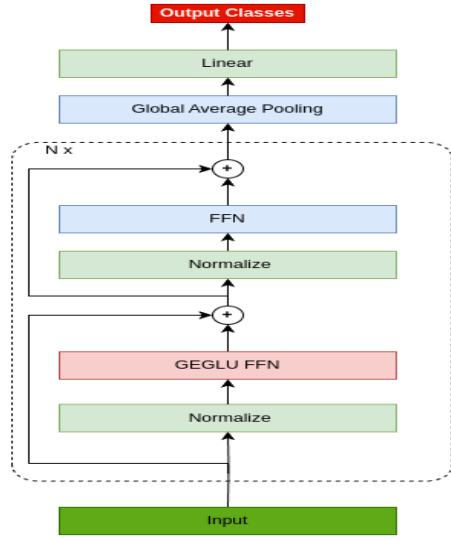 Output Classes
Linear
Global Average Pooling
N x
+
FFN
Normalize
+
GEGLU FFN
Normalize
Input